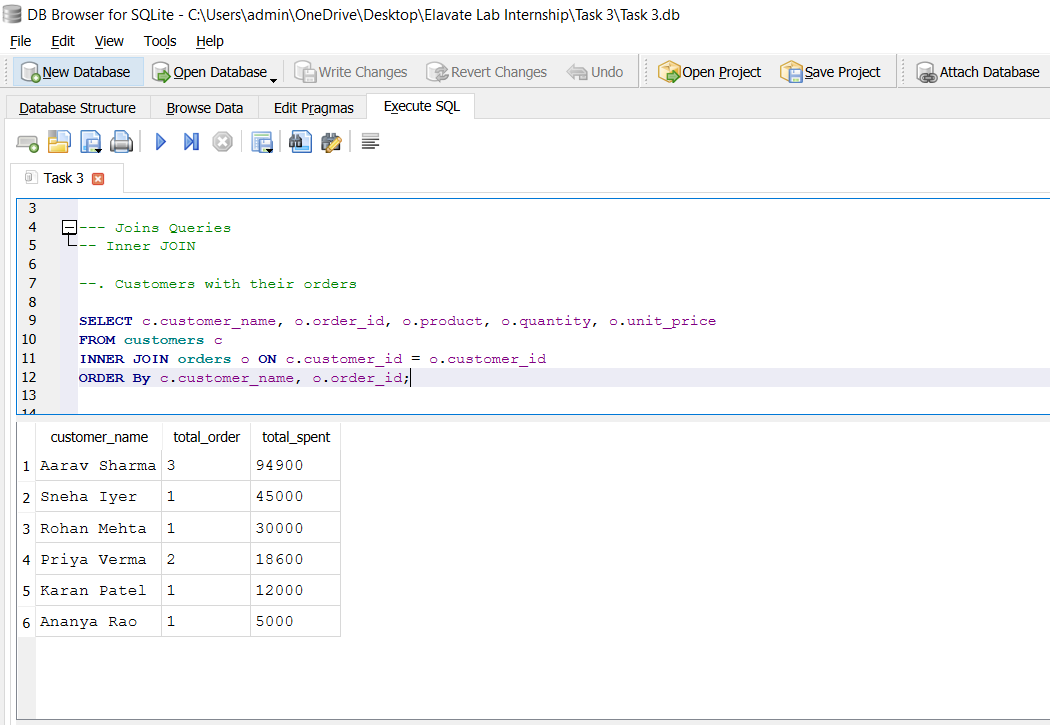 DB Browser for SQLite - C:\Users\admin\OneDrive\Desktop\Elavate Lab Internship\Task 3\Task 3.db
File Edit View Tools Help
New Database Open Database Write Changes Revert Changes Undo Open Project Save Project Attach Database
Database Structure Browse Data Edit Pragmas Execute SQL
Task 3
3
4 --- Joins Queries
5 -- Inner JOIN
6
7 --. Customers with their orders
8
9 SELECT c.customer_name, o.order_id, o.product, o.quantity, o.unit_price
10 FROM customers c
11 INNER JOIN orders o ON c.customer_id = o.customer_id
12 ORDER By c.customer_name, o.order_id;
13
14
customer_name total_order total_spent
1 Aarav Sharma 3 94900
2 Sneha Iyer 1 45000
3 Rohan Mehta 1 30000
4 Priya Verma 2 18600
5 Karan Patel 1 12000
6 Ananya Rao 1 5000